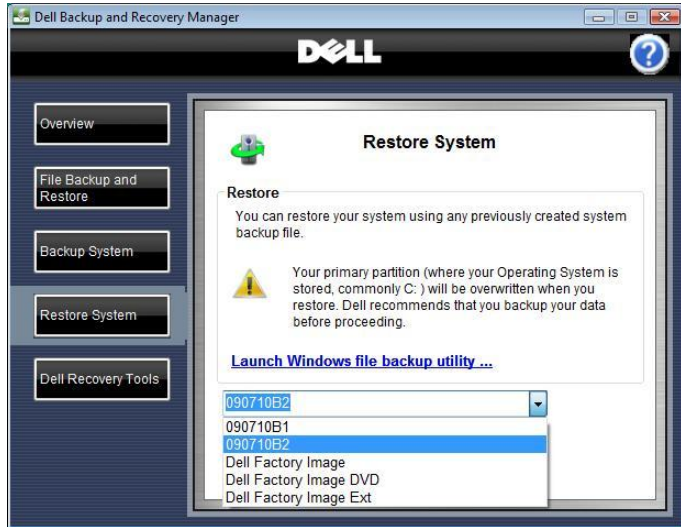 Dell Backup and Recovery Manager
DELL
?
Overview
File Backup and
Restore
Backup System
Restore System
Dell Recovery Tools
Restore System
Restore
You can restore your system using any previously created system
backup file.
Your primary partition (where your Operating System is
stored, commonly C: ) will be overwritten when you
restore. Dell recommends that you backup your data
before proceeding.
Launch Windows file backup utility ...
090710B2
090710B1
090710B2
Dell Factory Image
Dell Factory Image DVD
Dell Factory Image Ext